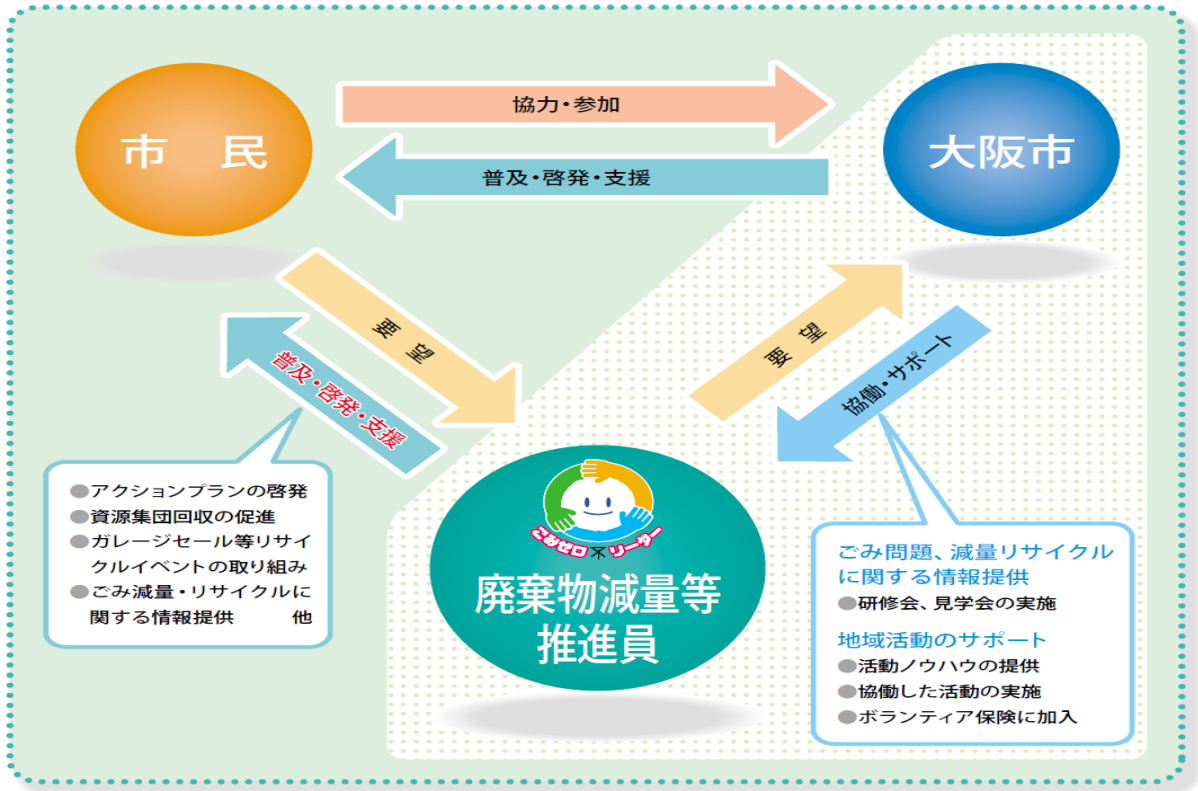 協力・参加
市 民
大阪市
普及・啓発・支援
要 望
普及・啓発・支援
要 望
協働・サポート
●アクションプランの啓発
●資源集団回収の促進
●ガレージセール等リサイ
クルイベントの取り組み
●ごみ減量・リサイクルに
関する情報提供 他
ごみゼロリーダー
廃棄物減量等
推進員
ごみ問題、減量リサイクル
に関する情報提供
●研修会、見学会の実施
地域活動のサポート
●活動ノウハウの提供
●協働した活動の実施
●ボランティア保険に加入